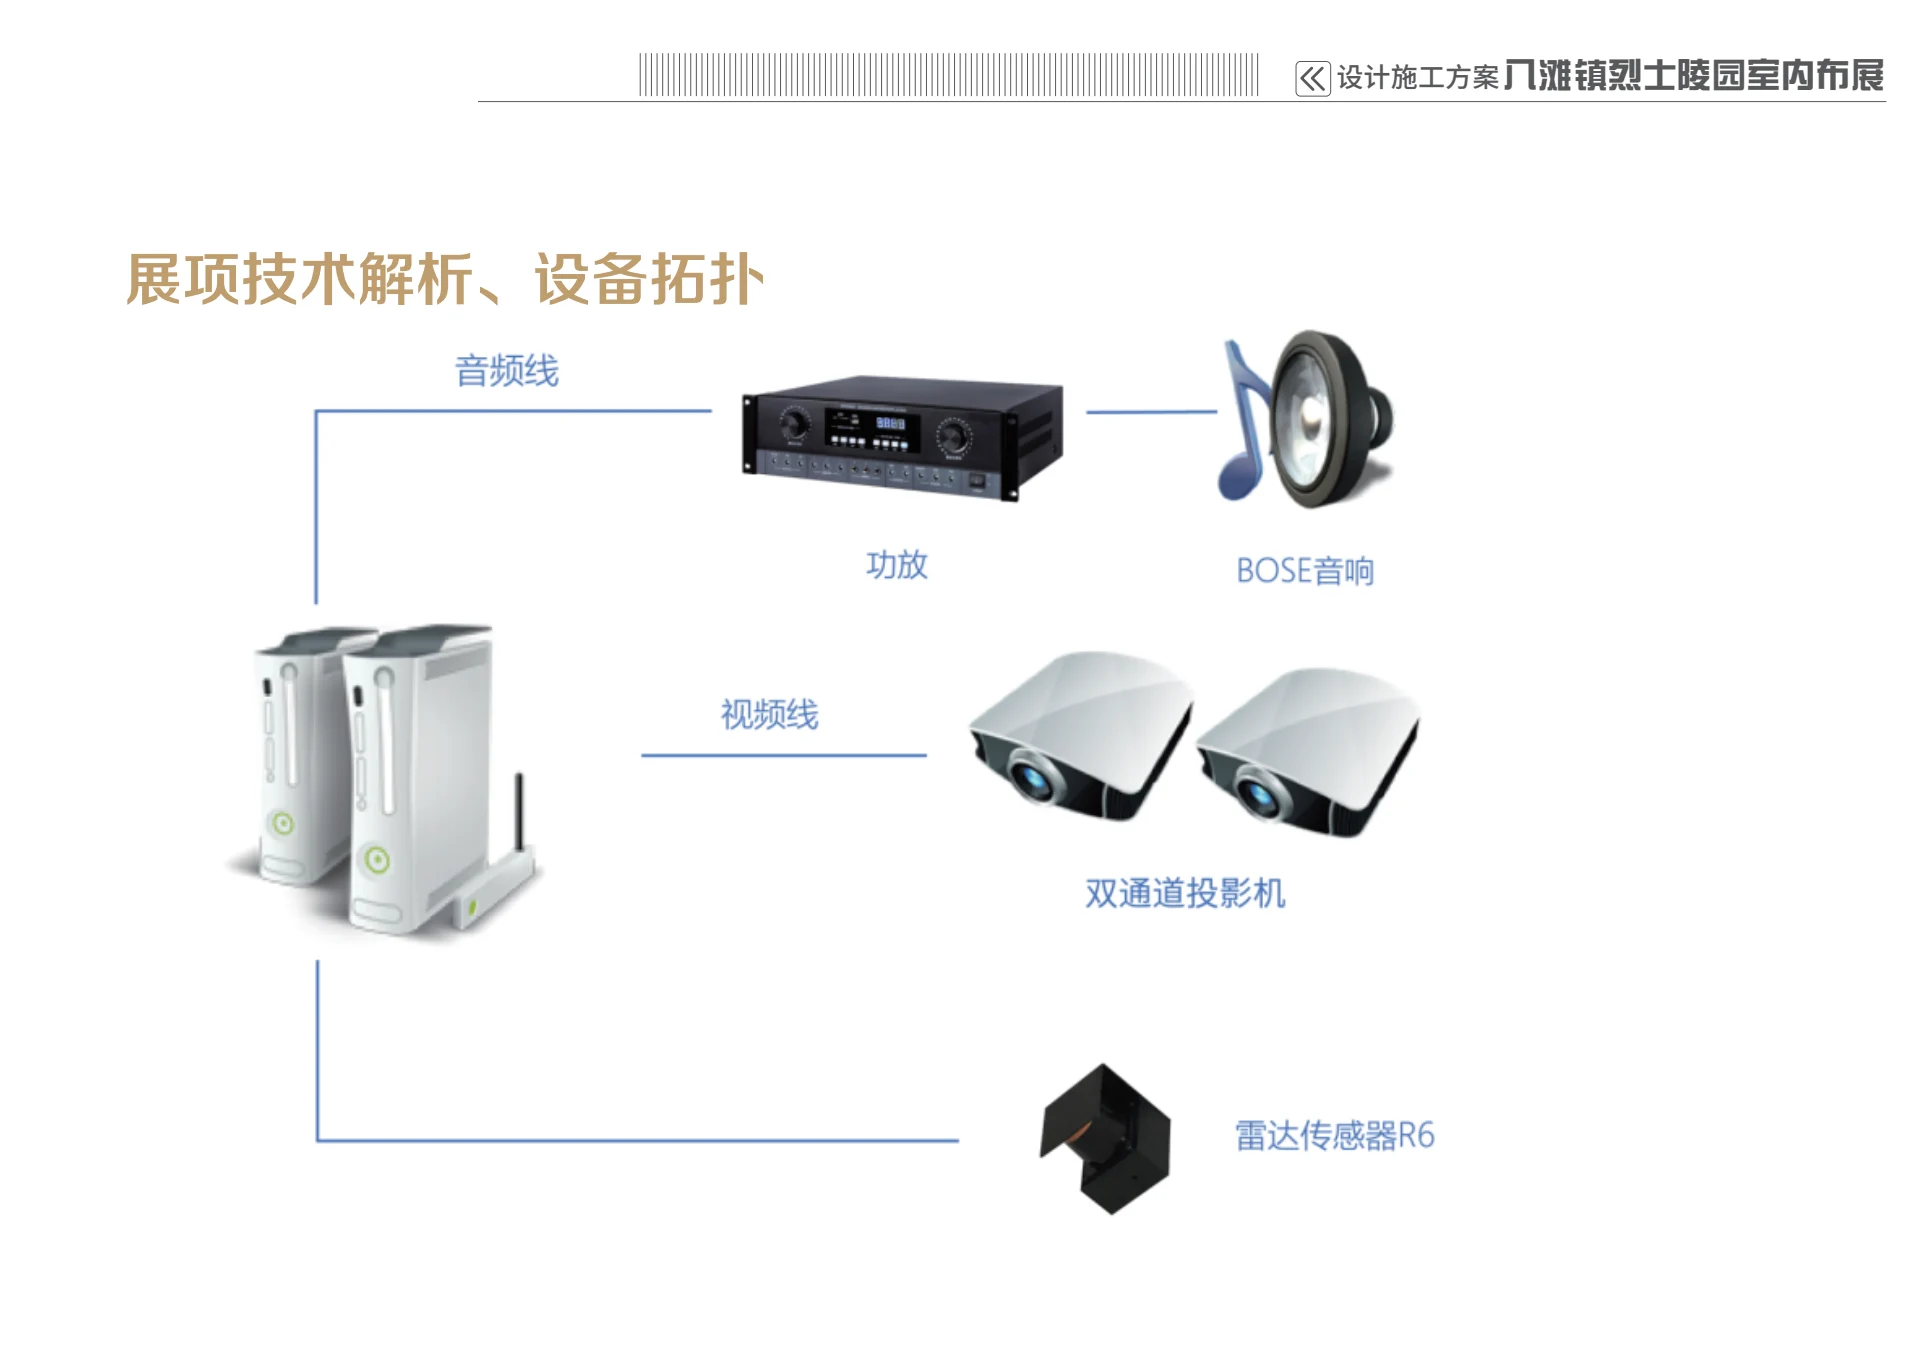 设计施工方案 八滩镇烈士陵园室内布展
展项技术解析、设备拓扑
音频线
功放
BOSE音响
视频线
双通道投影机
雷达传感器R6